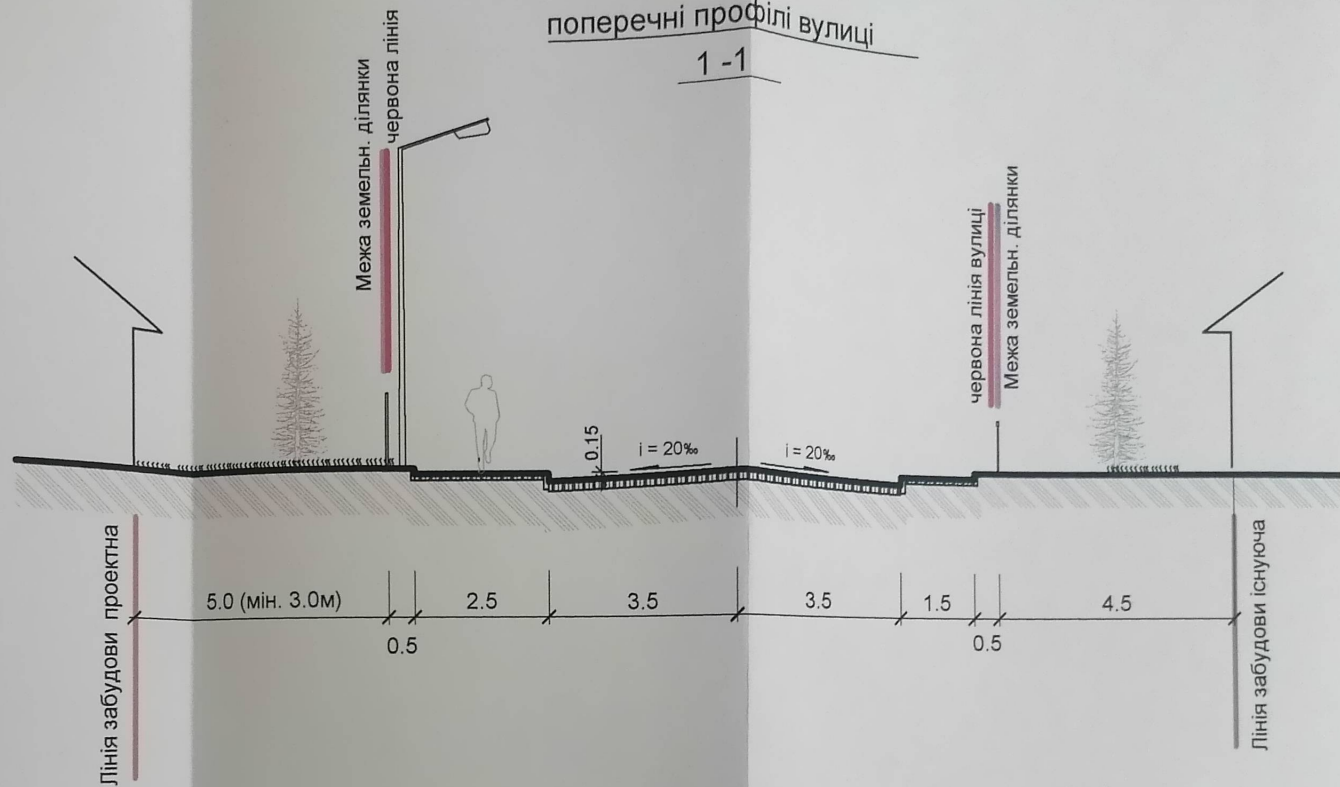 поперечні профілі вулиці
1 -1
Межа земельн. ділянки
червона лінія
червона лінія вулиці
Межа земельн. ділянки
0.15
i = 20‰
i = 20‰
Лінія забудови проектна
5.0 (мін. 3.0м)
0.5
2.5
3.5
3.5
1.5
0.5
4.5
Лінія забудови існуюча